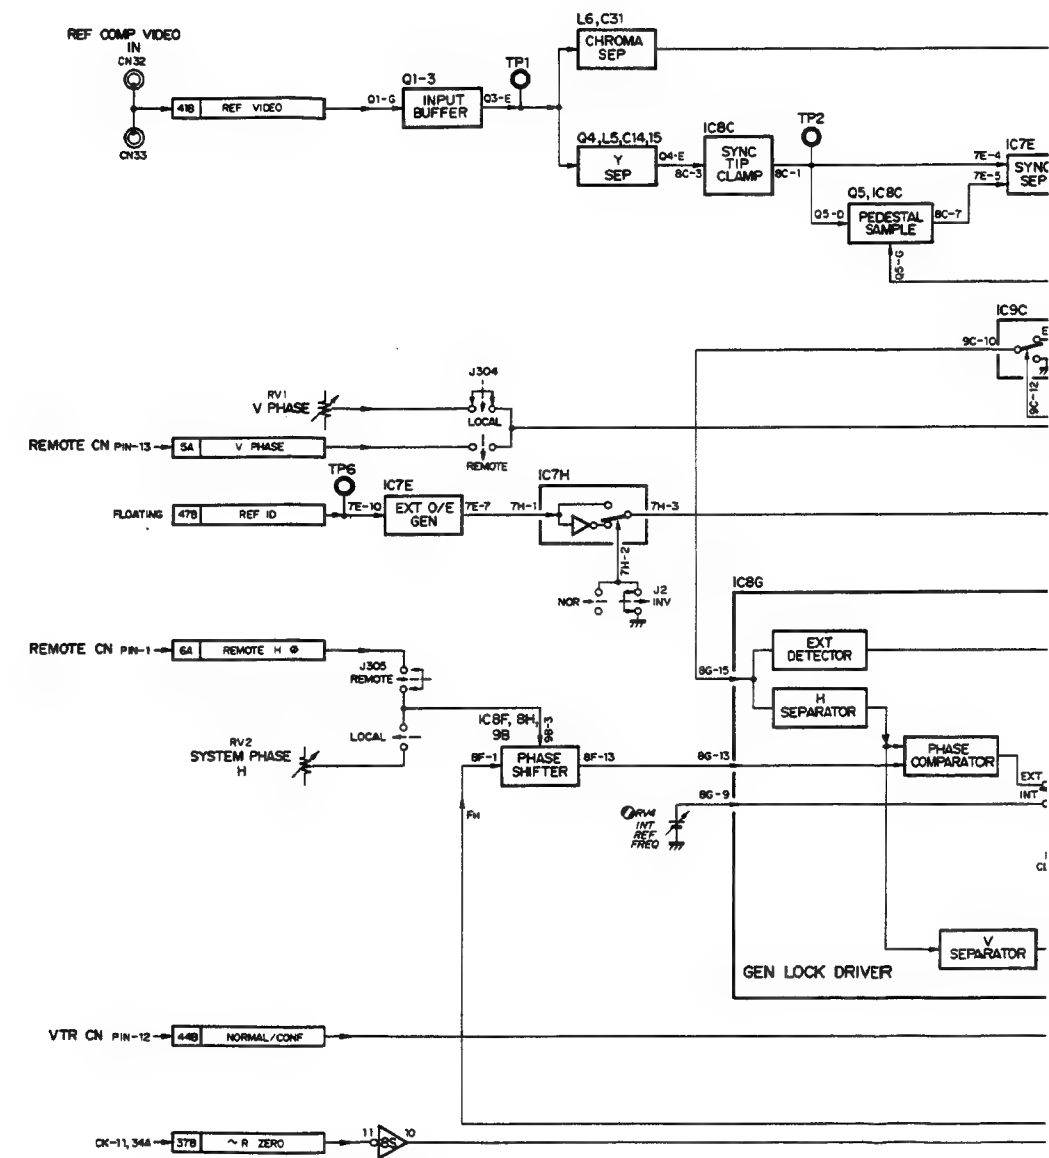 REF COMP VIDEO
IN
CN32
CN33
41B REF VIDEO
Q1-G
Q1-3
INPUT
BUFFER
Q3-E
TP1
L6,C31
CHROMA
SEP
Q4,L5,C14,15
Y
SEP
Q4-E
8C-3
IC8C
SYNC
TIP
CLAMP
8C-1
TP2
7E-4
7E-5
IC7E
SYNC
SEP
Q5,IC8C
Q5-D
PEDESTAL
SAMPLE
8C-7
Q5-G
IC9C
9C-10
E
9C-12
J304
RV1
V PHASE
LOCAL
REMOTE CN PIN-13
5A V PHASE
REMOTE
TP6
FLOATING
47B REF ID
7E-10
IC7E
EXT O/E
GEN
7E-7
IC7H
7H-1
7H-3
7H-2
NOR
J2
INV
IC8G
REMOTE CN PIN-1
6A REMOTE H Φ
J305
REMOTE
EXT
DETECTOR
8G-15
H
SEPARATOR
LOCAL
RV2
SYSTEM PHASE
H
IC8F, 8H,
9B
9B-3
8F-1
PHASE
SHIFTER
8F-13
8G-13
PHASE
COMPARATOR
EXT
INT
8G-9
RV4
INT
REF
FREQ
FH
CL
V
SEPARATOR
GEN LOCK DRIVER
VTR CN PIN-12
44B NORMAL/CONF
CK-11,34A
37B ~R ZERO
11
8S
10